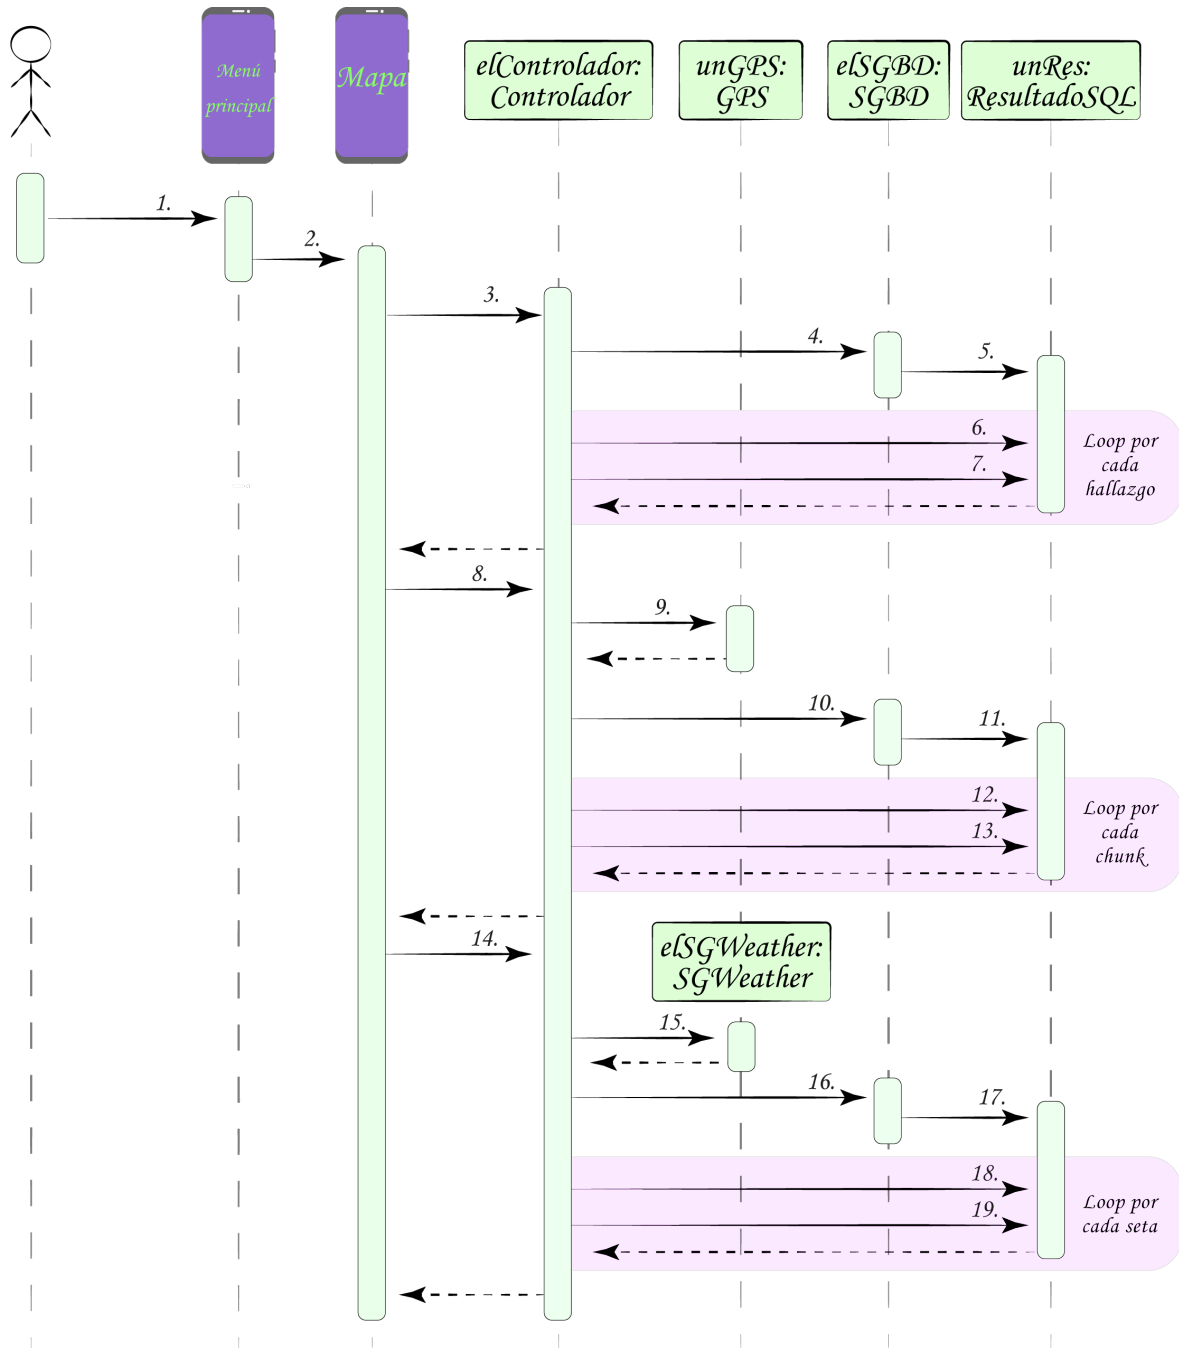 Menú
principal
Mapa
elControlador:
Controlador
unGPS:
GPS
elSGBD:
SGBD
unRes:
ResultadoSQL
1.
2.
3.
4.
5.
6.
7.
Loop por
cada
hallazgo
8.
9.
10.
11.
12.
13.
Loop por
cada
chunk
14.
elSGWeather:
SGWeather
15.
16.
17.
18.
19.
Loop por
cada seta